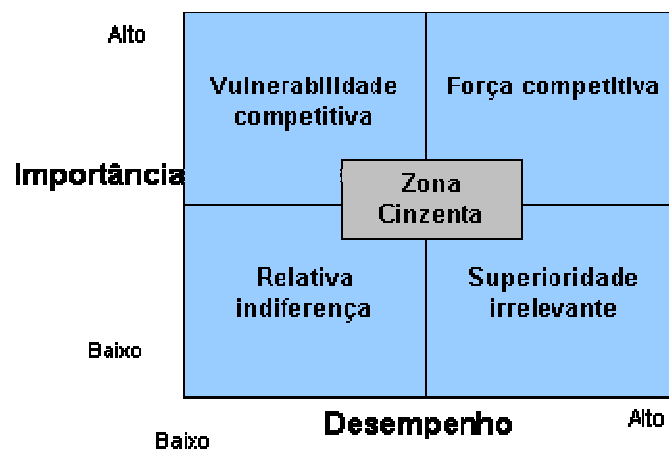 Alto
Vulnerabilidade
competitiva
Força competitiva
Importância
Zona
Cinzenta
Relativa
indiferença
Superioridade
irrelevante
Baixo
Desempenho
Alto
Baixo